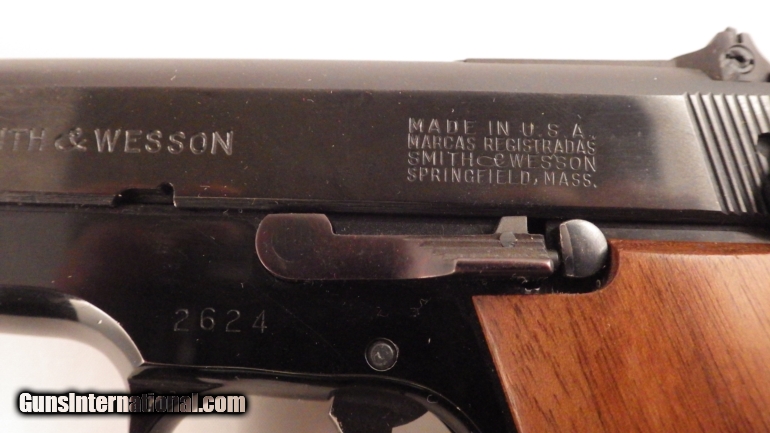 ITH & WESSON
MADE IN U.S.A.
MARCAS REGISTRADAS
SMITH & WESSON
SPRINGFIELD, MASS.
2624
GunsInternational.com